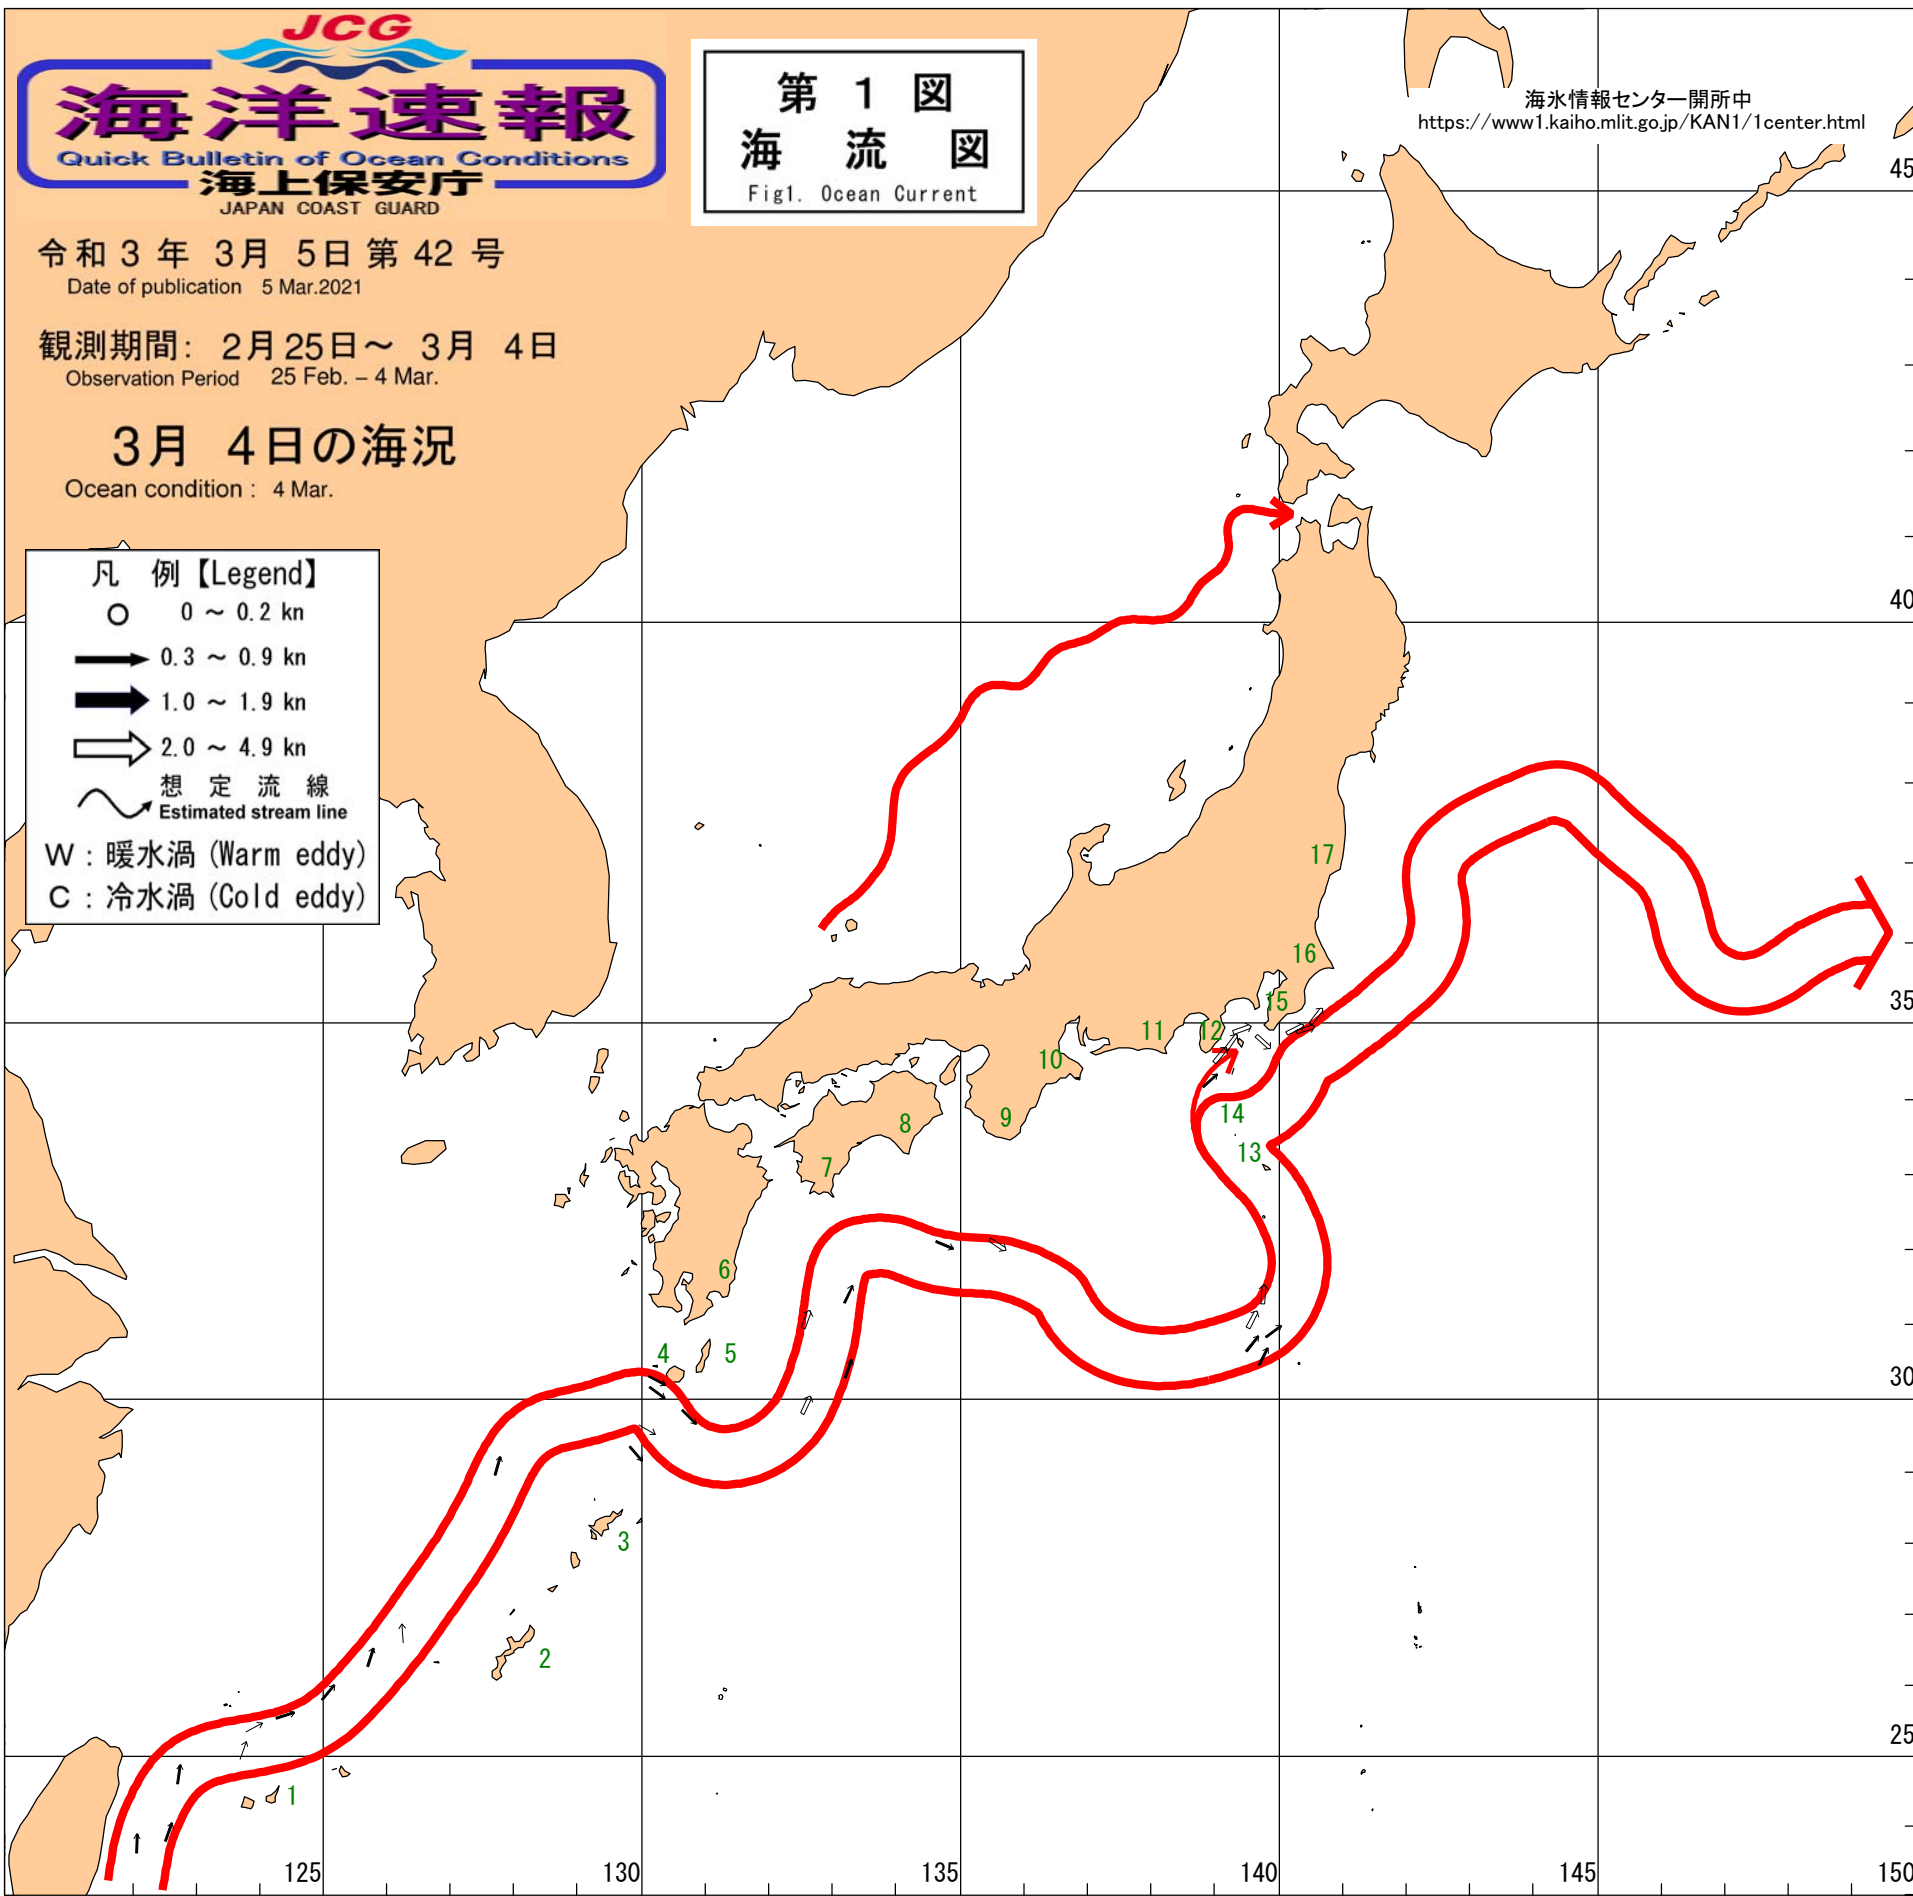 JCG
海洋速報
Quick Bulletin of Ocean Conditions
海上保安庁
JAPAN COAST GUARD
第 1 図
海 流 図
Fig1. Ocean Current
海氷情報センター開所中
https://www1.kaiho.mlit.go.jp/KAN1/1center.html
令和 3 年 3月 5日 第 42 号
Date of publication 5 Mar.2021
観測期間: 2月 25日～ 3月 4日
Observation Period 25 Feb. – 4 Mar.
3月 4日の海況
Ocean condition : 4 Mar.
凡 例【Legend】
0 ～ 0.2 kn
0.3 ～ 0.9 kn
1.0 ～ 1.9 kn
2.0 ～ 4.9 kn
想 定 流 線
Estimated stream line
W : 暖水渦 (Warm eddy)
C : 冷水渦 (Cold eddy)
45
40
17
16
15
35
12
11
10
14
9
8
13
7
6
5
4
30
3
2
25
1
125
130
135
140
145
150